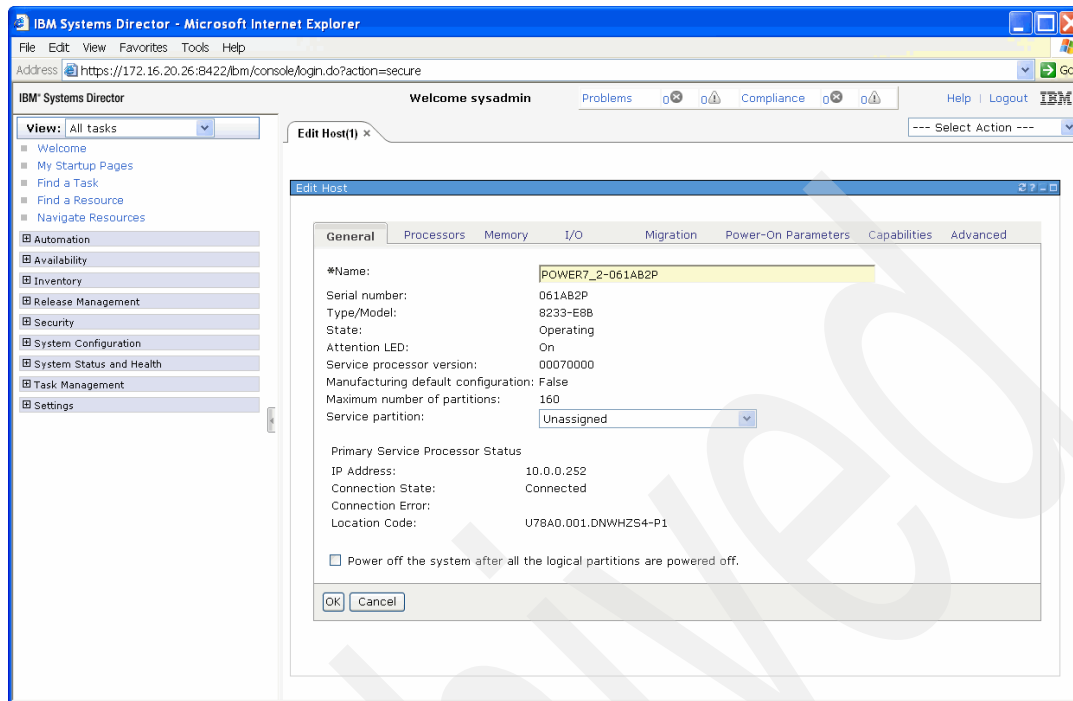 IBM Systems Director - Microsoft Internet Explorer
File Edit View Favorites Tools Help
Address https://172.16.20.26:8422/ibm/console/login.do?action=secure Go
IBM® Systems Director Welcome sysadmin Problems 0 0 Compliance 0 0 Help | Logout IBM
View: All tasks
Edit Host(1) × --- Select Action ---
Welcome
My Startup Pages
Find a Task
Find a Resource
Navigate Resources
Automation
Availability
Inventory
Release Management
Security
System Configuration
System Status and Health
Task Management
Settings
Edit Host
General Processors Memory I/O Migration Power-On Parameters Capabilities Advanced
*Name: POWER7_2-061AB2P
Serial number: 061AB2P
Type/Model: 8233-E8B
State: Operating
Attention LED: On
Service processor version: 00070000
Manufacturing default configuration: False
Maximum number of partitions: 160
Service partition: Unassigned
Primary Service Processor Status
IP Address: 10.0.0.252
Connection State: Connected
Connection Error:
Location Code: U78A0.001.DNWHZS4-P1
Power off the system after all the logical partitions are powered off.
OK Cancel